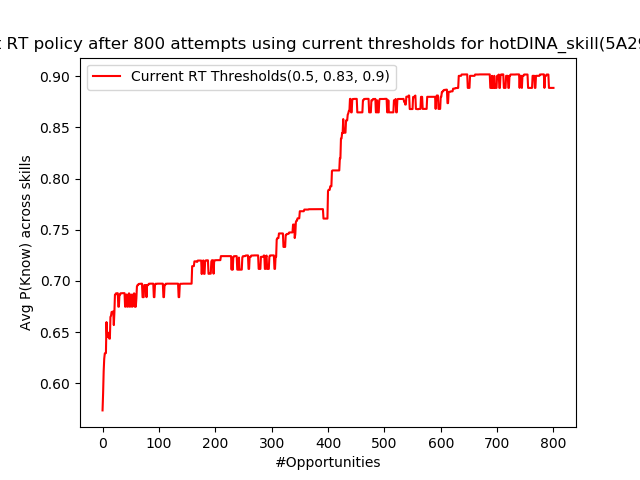 RT policy after 800 attempts using current thresholds for hotDINA_skill(5A29
Current RT Thresholds(0.5, 0.83, 0.9)
0.90
0.85
0.80
0.75
0.70
0.65
0.60
Avg P(Know) across skills
0 100 200 300 400 500 600 700 800
#Opportunities